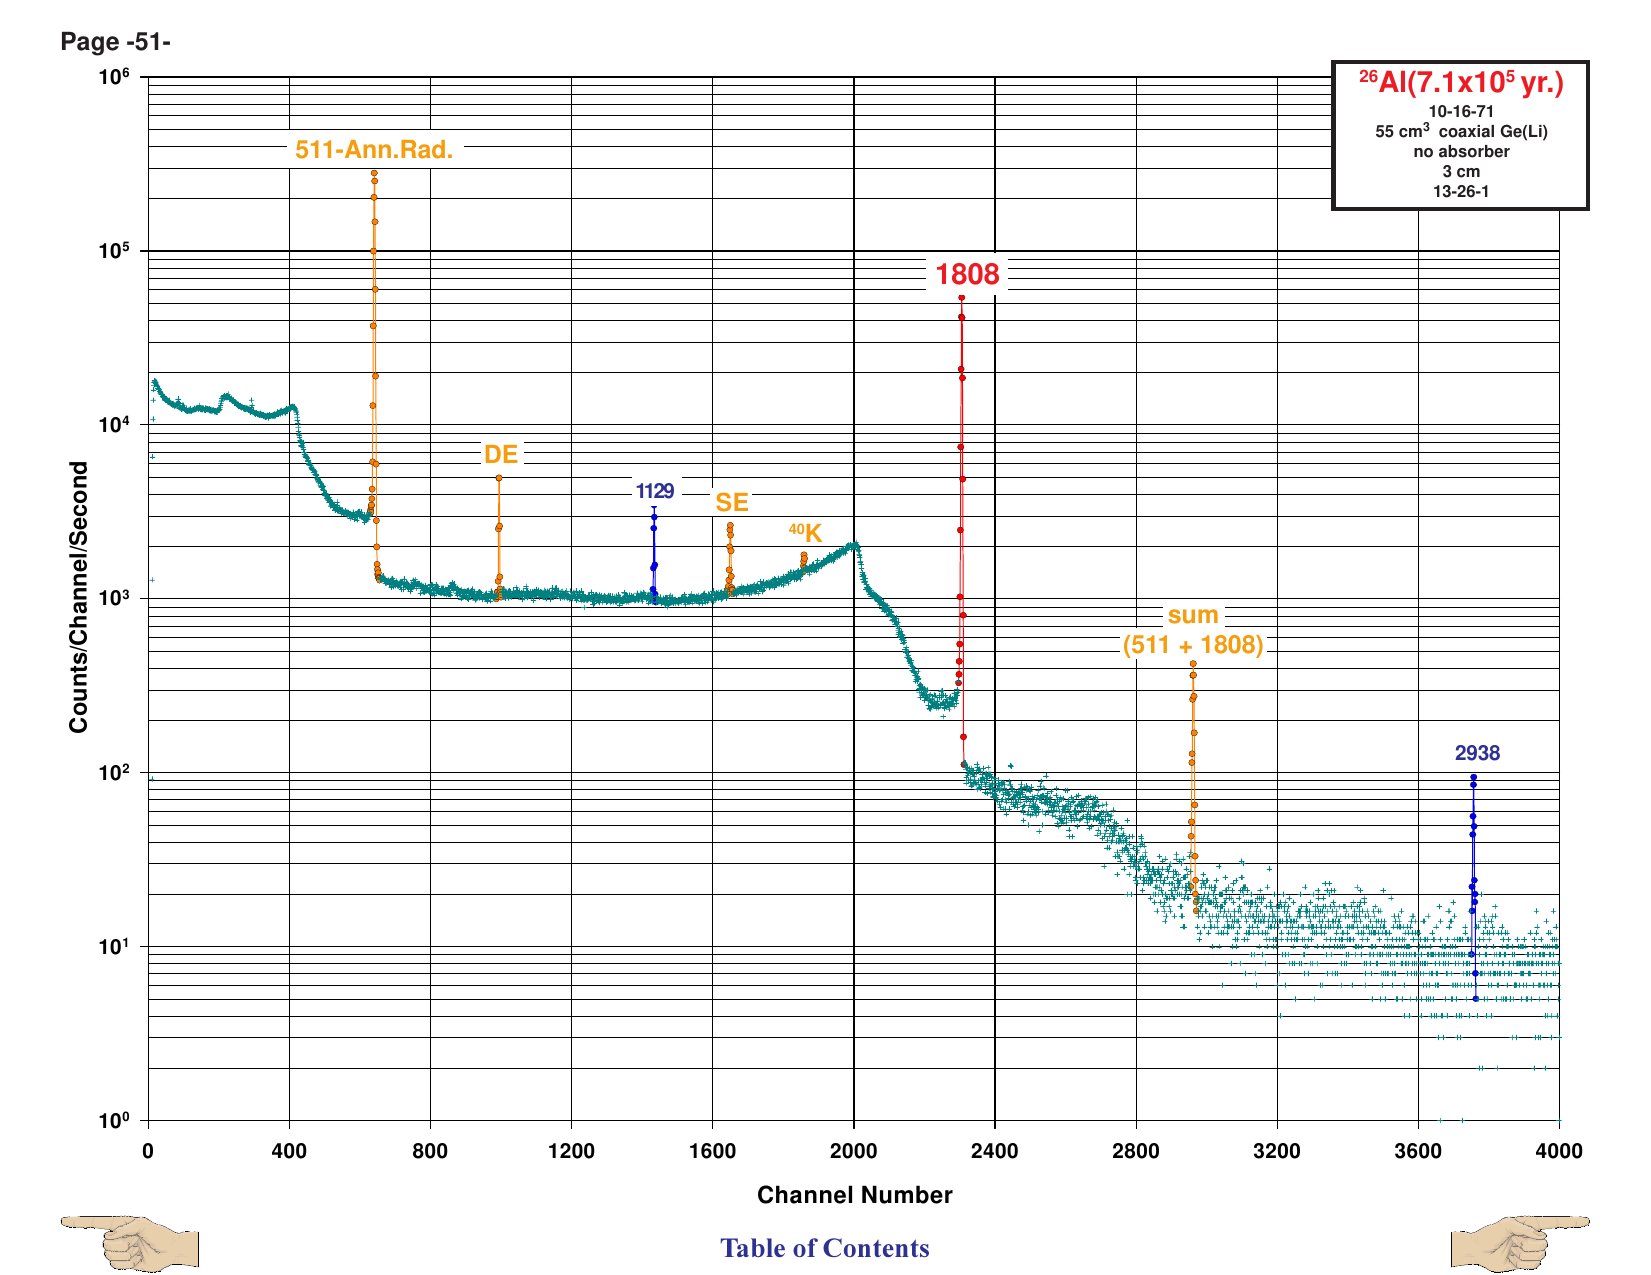 Page -51-
²⁶Al(7.1x10⁵ yr.)
10-16-71
55 cm³ coaxial Ge(Li)
no absorber
3 cm
13-26-1
511-Ann.Rad.
1808
DE
1129
SE
⁴⁰K
sum
(511 + 1808)
2938
Counts/Channel/Second
10⁶
10⁵
10⁴
10³
10²
10¹
10⁰
0 400 800 1200 1600 2000 2400 2800 3200 3600 4000
Channel Number
Table of Contents